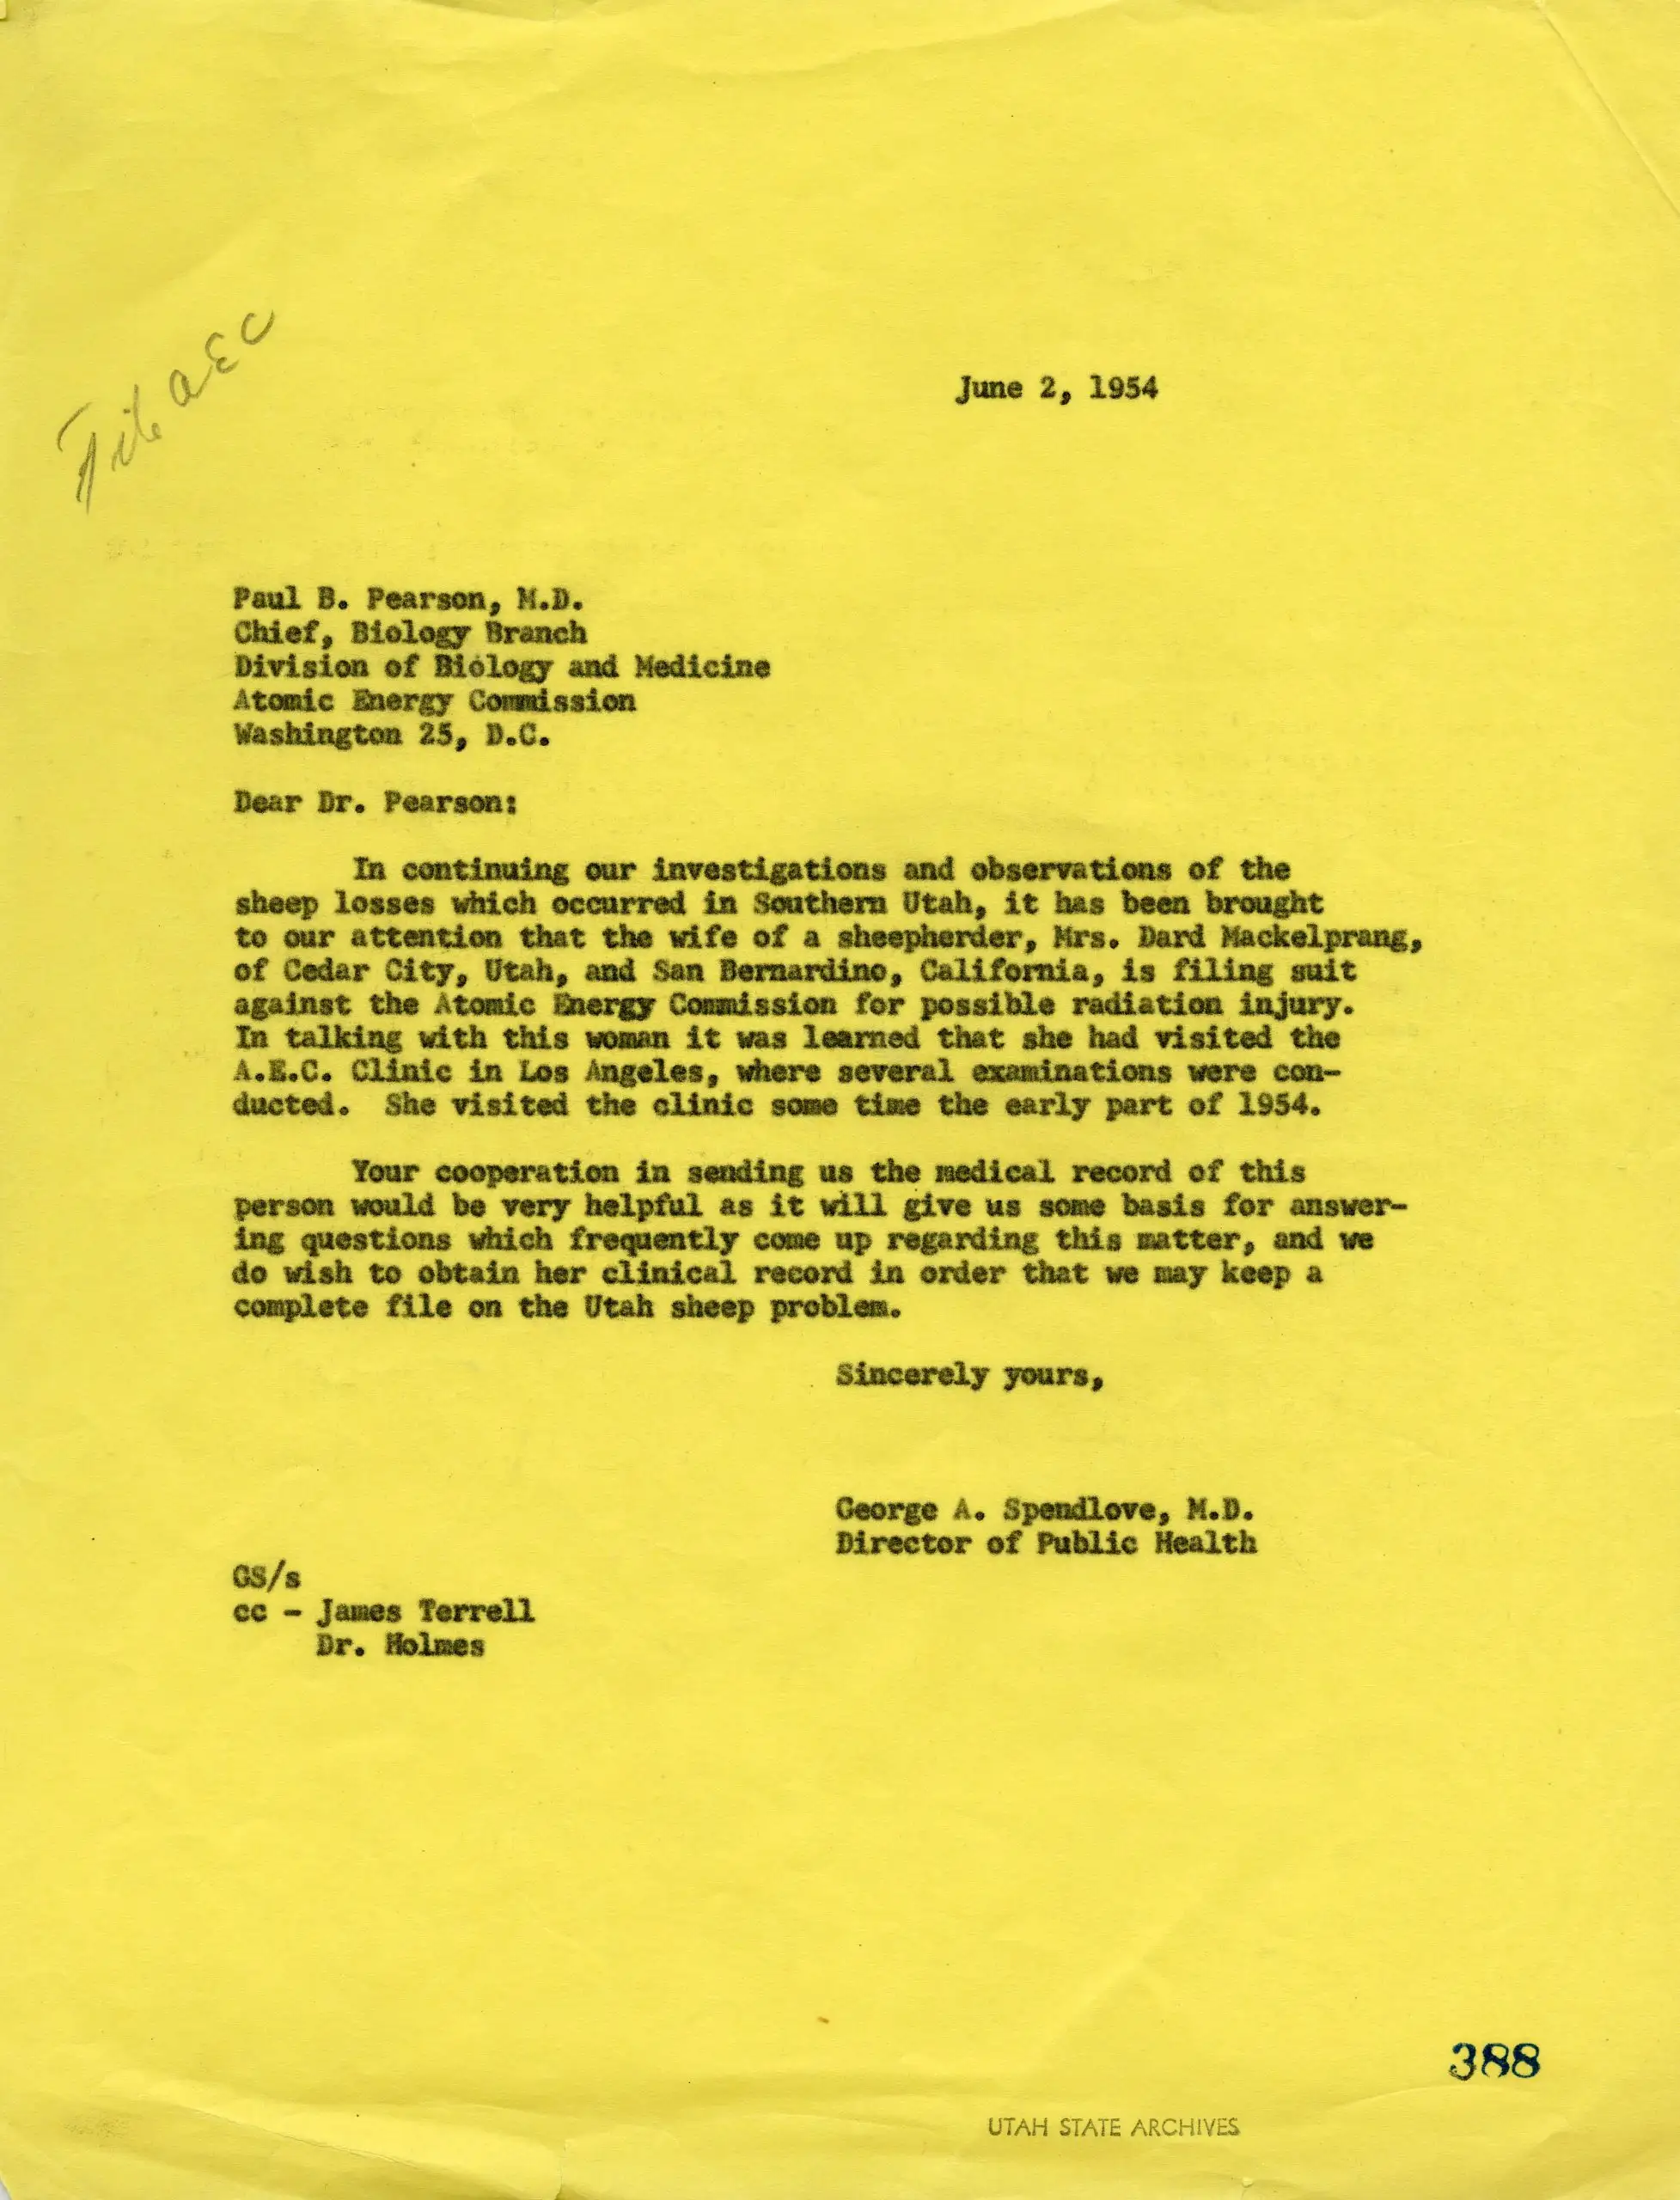 File AEC
June 2, 1954
Paul B. Pearson, M.D.
Chief, Biology Branch
Division of Biology and Medicine
Atomic Energy Commission
Washington 25, D.C.
Dear Dr. Pearson:
In continuing our investigations and observations of the
sheep losses which occurred in Southern Utah, it has been brought
to our attention that the wife of a sheepherder, Mrs. Dard Mackelprang,
of Cedar City, Utah, and San Bernardino, California, is filing suit
against the Atomic Energy Commission for possible radiation injury.
In talking with this woman it was learned that she had visited the
A.E.C. Clinic in Los Angeles, where several examinations were con-
ducted. She visited the clinic some time the early part of 1954.
Your cooperation in sending us the medical record of this
person would be very helpful as it will give us some basis for answer-
ing questions which frequently come up regarding this matter, and we
do wish to obtain her clinical record in order that we may keep a
complete file on the Utah sheep problem.
Sincerely yours,
George A. Spendlove, M.D.
Director of Public Health
GS/s
cc - James Terrell
Dr. Holmes
388
UTAH STATE ARCHIVES